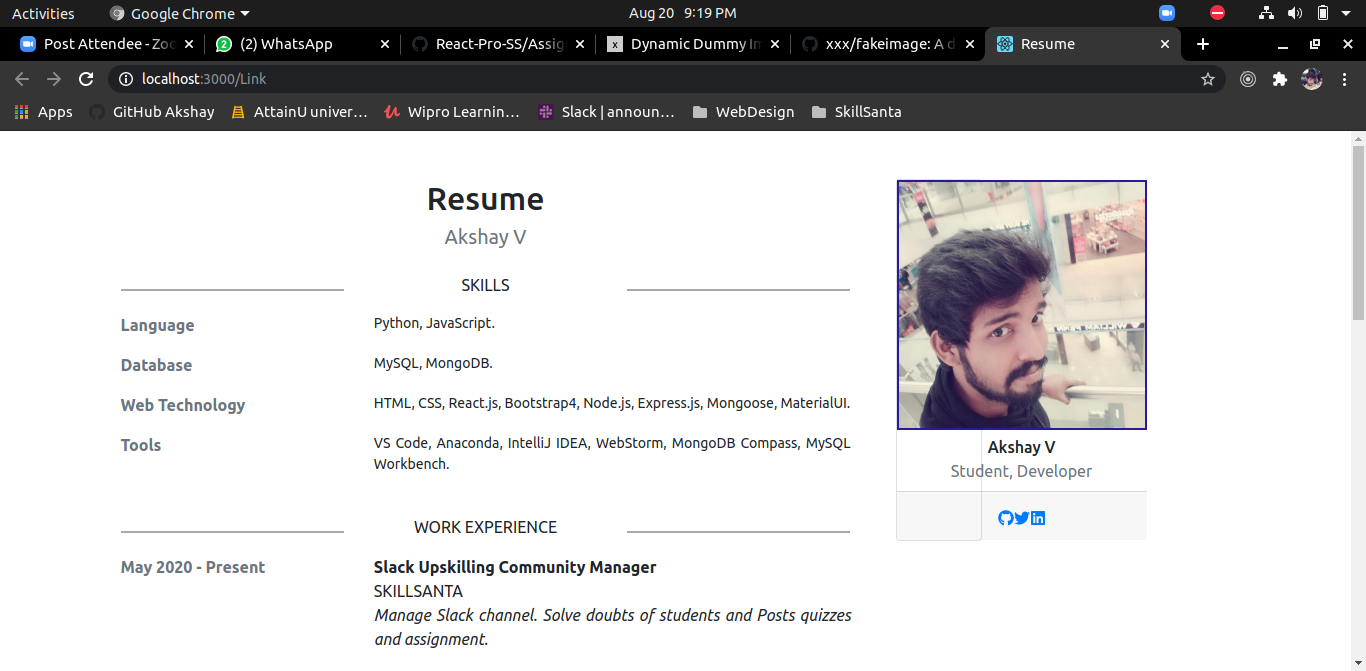 Activities
Google Chrome
Aug 20 9:19 PM
Post Attendee - Zoo
(2) WhatsApp
React-Pro-SS/Assig
Dynamic Dummy Im
xxx/fakeimage: A d
Resume
localhost:3000/Link
Apps
GitHub Akshay
AttainU univer…
Wipro Learnin…
Slack | announ…
WebDesign
SkillSanta
Resume
Akshay V
SKILLS
Language
Python, JavaScript.
Database
MySQL, MongoDB.
Web Technology
HTML, CSS, React.js, Bootstrap4, Node.js, Express.js, Mongoose, MaterialUI.
Tools
VS Code, Anaconda, IntelliJ IDEA, WebStorm, MongoDB Compass, MySQL
Workbench.
WORK EXPERIENCE
May 2020 - Present
Slack Upskilling Community Manager
SKILLSANTA
Manage Slack channel. Solve doubts of students and Posts quizzes
and assignment.
Akshay V
Student, Developer